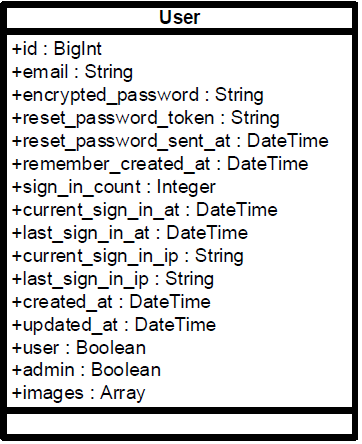 User
+id : BigInt
+email : String
+encrypted_password : String
+reset_password_token : String
+reset_password_sent_at : DateTime
+remember_created_at : DateTime
+sign_in_count : Integer
+current_sign_in_at : DateTime
+last_sign_in_at : DateTime
+current_sign_in_ip : String
+last_sign_in_ip : String
+created_at : DateTime
+updated_at : DateTime
+user : Boolean
+admin : Boolean
+images : Array